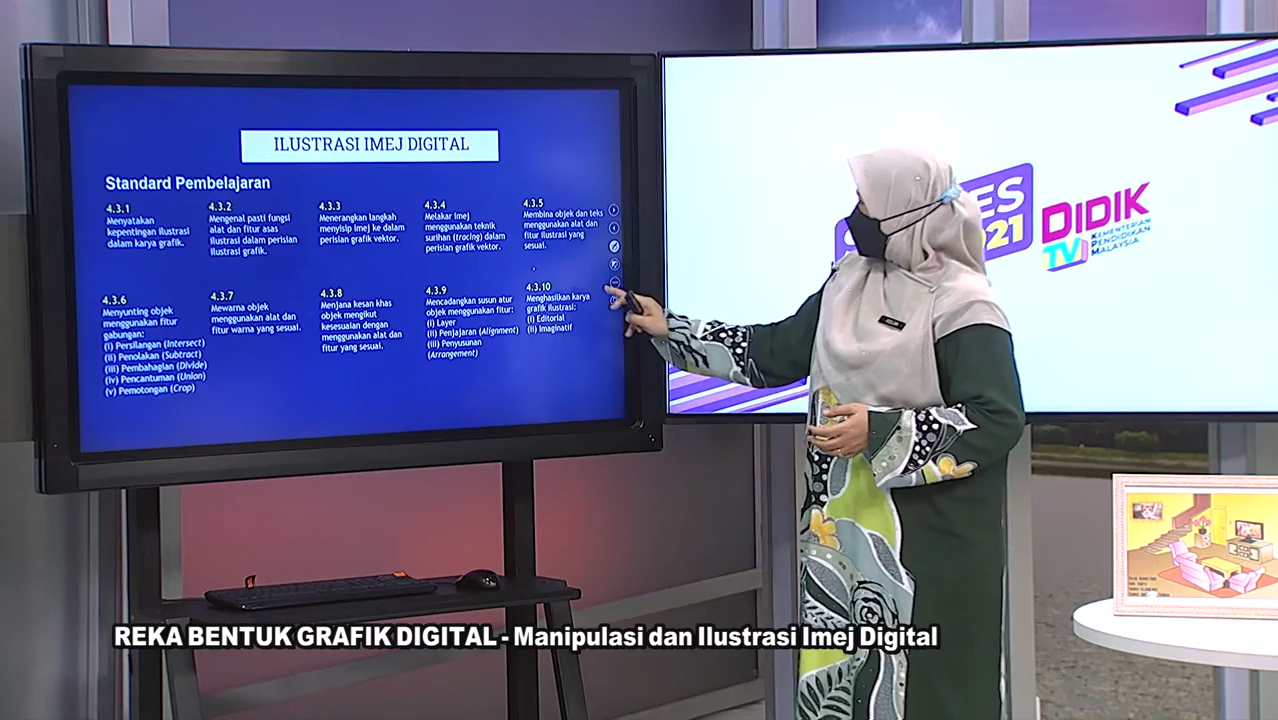 ILUSTRASI IMEJ DIGITAL
Standard Pembelajaran
4.3.1
Menyatakan
kepentingan ilustrasi
dalam karya grafik.
4.3.2
Mengenal pasti fungsi
alat dan fitur asas
ilustrasi dalam perisian
ilustrasi grafik.
4.3.3
Menerangkan langkah
menyisip imej ke dalam
perisian grafik vektor.
4.3.4
Melakar imej
menggunakan teknik
surihan (tracing) dalam
perisian grafik vektor.
4.3.5
Membina objek dan teks
menggunakan alat dan
fitur ilustrasi yang
sesuai.
4.3.6
Menyunting objek
menggunakan fitur
gabungan:
(i) Persilangan (Intersect)
(ii) Penolakan (Subtract)
(iii) Pembahagian (Divide)
(iv) Pencantuman (Union)
(v) Pemotongan (Crop)
4.3.7
Mewarna objek
menggunakan alat dan
fitur warna yang sesuai.
4.3.8
Menjana kesan khas
objek mengikut
kesesuaian dengan
menggunakan alat dan
fitur yang sesuai.
4.3.9
Mencadangkan susun atur
objek menggunakan fitur:
(i) Layer
(ii) Penjajaran (Alignment)
(iii) Penyusunan
(Arrangement)
4.3.10
Menghasilkan karya
grafik ilustrasi:
(i) Editorial
(ii) Imaginatif
ES
21
DIDIK
TV
KEMENTERIAN
PENDIDIKAN
MALAYSIA
REKA BENTUK GRAFIK DIGITAL - Manipulasi dan Ilustrasi Imej Digital